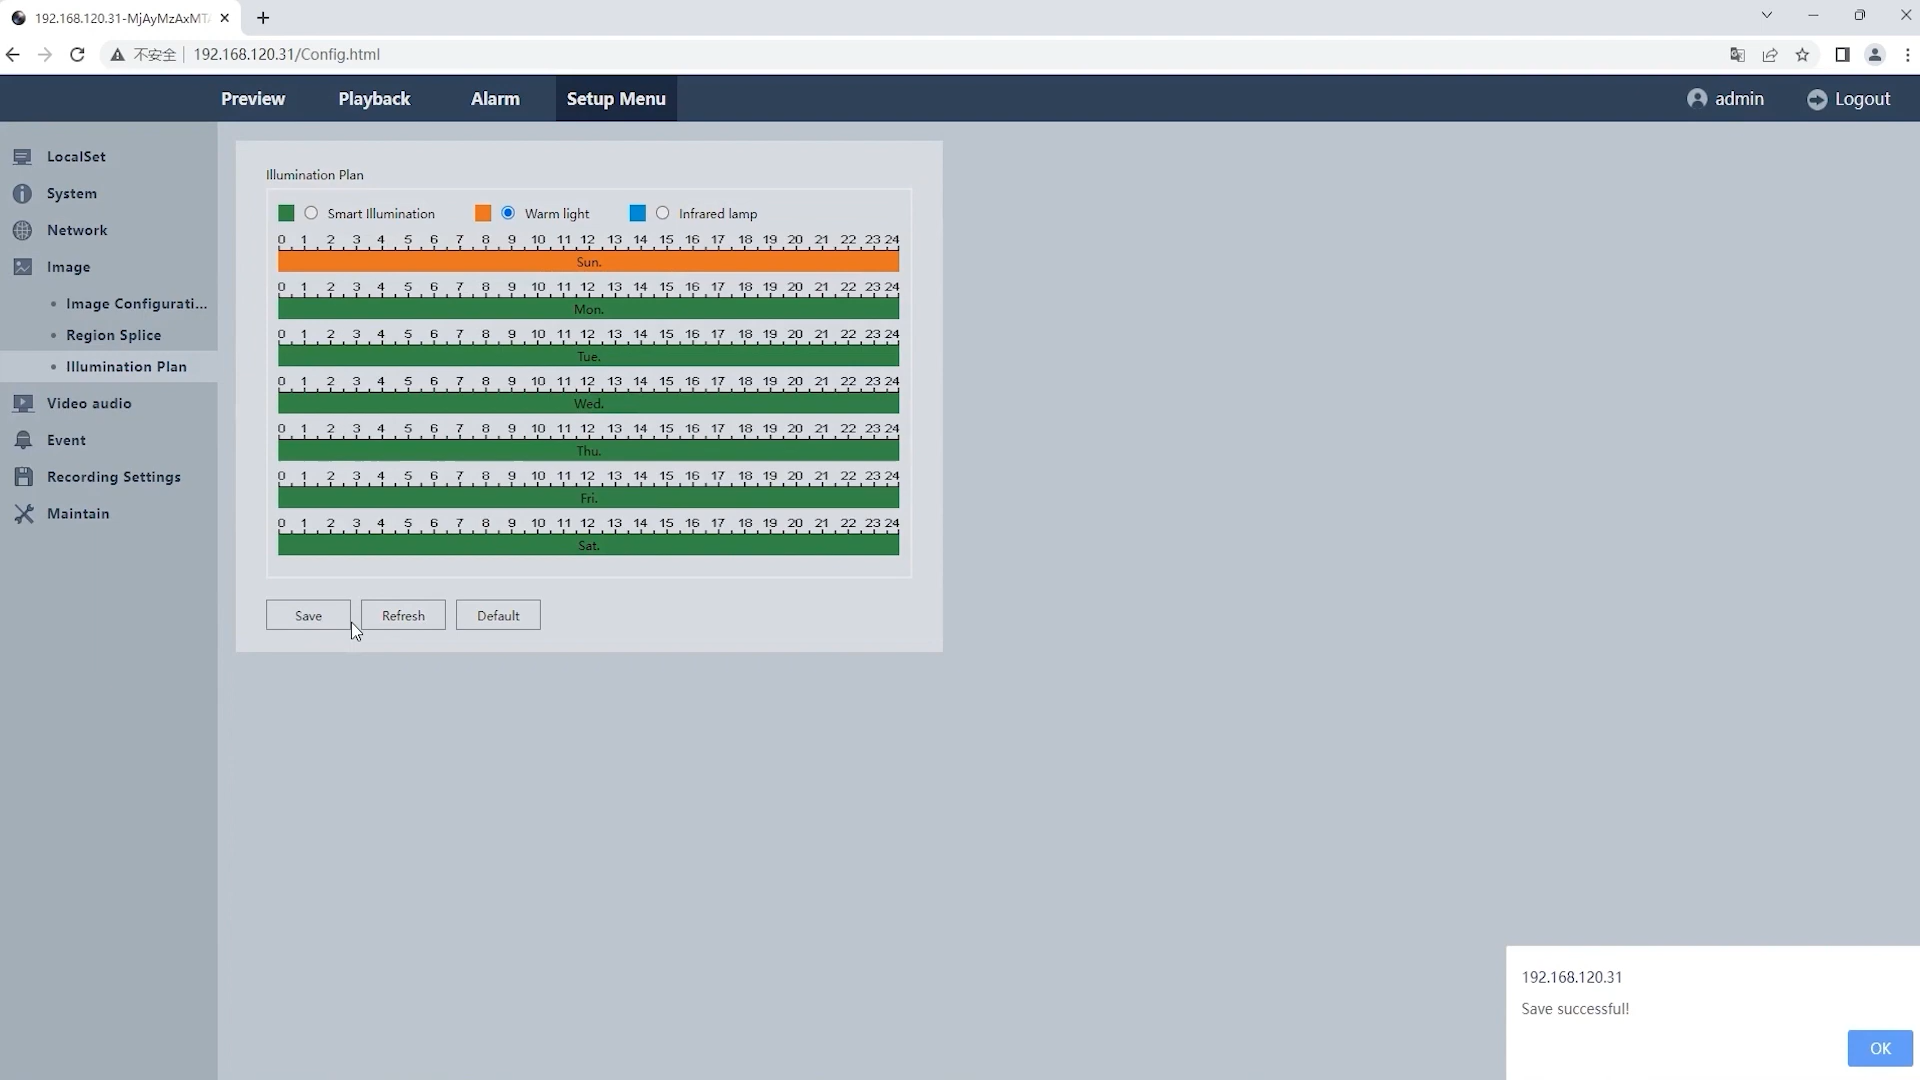 192.168.120.31-MjAyMzAxMT
不安全 192.168.120.31/Config.html
Preview Playback Alarm Setup Menu admin Logout
LocalSet
System
Network
Image
Image Configurati...
Region Splice
Illumination Plan
Video audio
Event
Recording Settings
Maintain
Illumination Plan
Smart Illumination Warm light Infrared lamp
0 1 2 3 4 5 6 7 8 9 10 11 12 13 14 15 16 17 18 19 20 21 22 23 24
Sun.
0 1 2 3 4 5 6 7 8 9 10 11 12 13 14 15 16 17 18 19 20 21 22 23 24
Mon.
0 1 2 3 4 5 6 7 8 9 10 11 12 13 14 15 16 17 18 19 20 21 22 23 24
Tue.
0 1 2 3 4 5 6 7 8 9 10 11 12 13 14 15 16 17 18 19 20 21 22 23 24
Wed.
0 1 2 3 4 5 6 7 8 9 10 11 12 13 14 15 16 17 18 19 20 21 22 23 24
Thu.
0 1 2 3 4 5 6 7 8 9 10 11 12 13 14 15 16 17 18 19 20 21 22 23 24
Fri.
0 1 2 3 4 5 6 7 8 9 10 11 12 13 14 15 16 17 18 19 20 21 22 23 24
Sat.
Save Refresh Default
192.168.120.31
Save successful!
OK